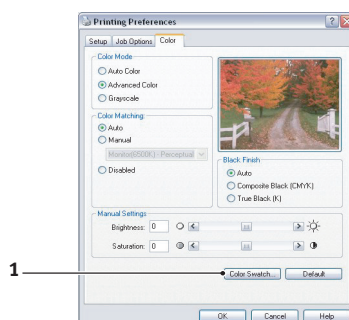 Printing Preferences
Setup Job Options Color
Color Mode
Auto Color
Advanced Color
Grayscale
Color Matching:
Auto
Manual
Monitor(6500K) - Perceptual
Disabled
Black Finish
Auto
Composite Black (CMYK)
True Black (K)
Manual Settings
Brightness: 0
Saturation: 0
1
Color Swatch... Default
OK Cancel Help